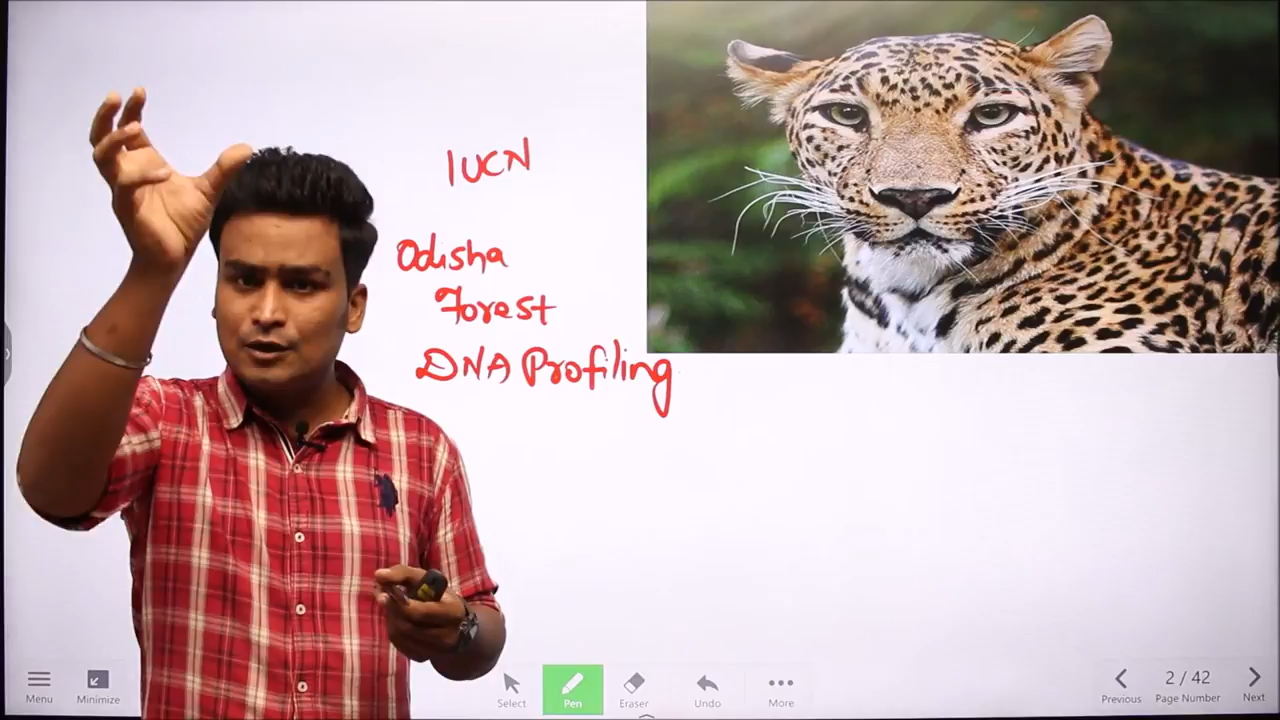 IUCN
Odisha
Forest
DNA Profiling
Menu
Minimize
Select
Pen
Eraser
Undo
More
Previous
2 / 42
Page Number
Next